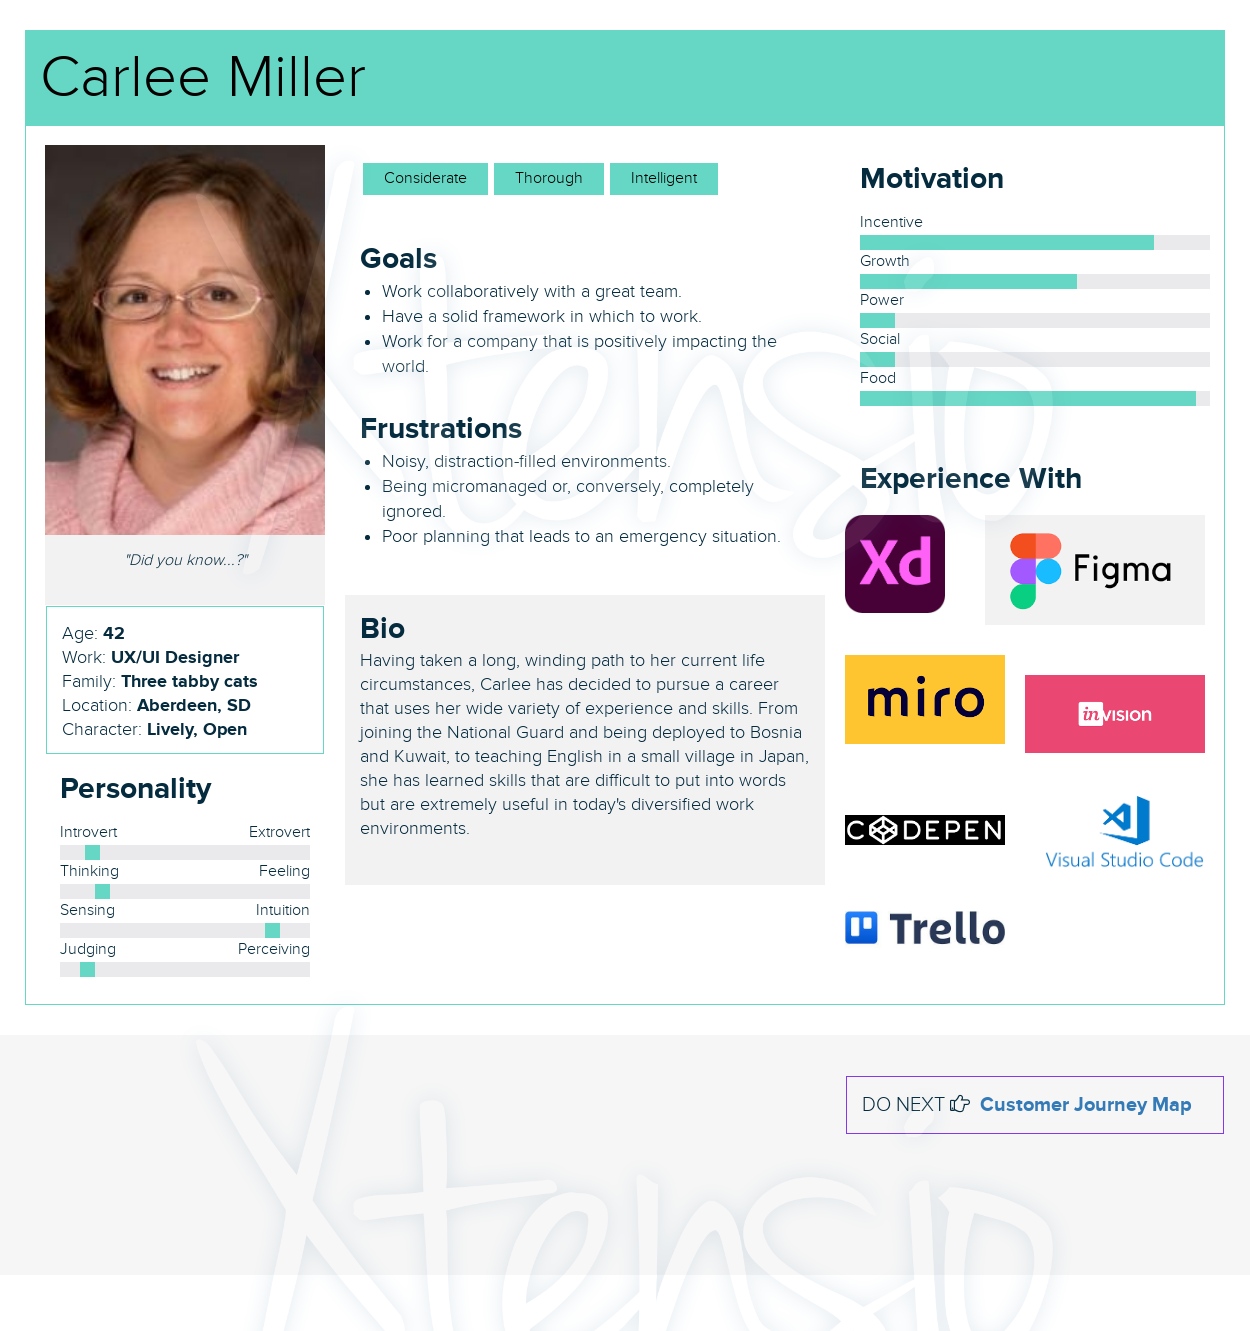 Carlee Miller
Considerate
Thorough
Intelligent
"Did you know...?"
Age: 42
Work: UX/UI Designer
Family: Three tabby cats
Location: Aberdeen, SD
Character: Lively, Open
Personality
Introvert Extrovert
Thinking Feeling
Sensing Intuition
Judging Perceiving
Goals
• Work collaboratively with a great team.
• Have a solid framework in which to work.
• Work for a company that is positively impacting the
world.
Frustrations
• Noisy, distraction-filled environments.
• Being micromanaged or, conversely, completely
ignored.
• Poor planning that leads to an emergency situation.
Bio
Having taken a long, winding path to her current life
circumstances, Carlee has decided to pursue a career
that uses her wide variety of experience and skills. From
joining the National Guard and being deployed to Bosnia
and Kuwait, to teaching English in a small village in Japan,
she has learned skills that are difficult to put into words
but are extremely useful in today's diversified work
environments.
Motivation
Incentive
Growth
Power
Social
Food
Experience With
Xd
Figma
miro
invision
CODEPEN
Visual Studio Code
Trello
DO NEXT Customer Journey Map
Xtensio
Xtensio